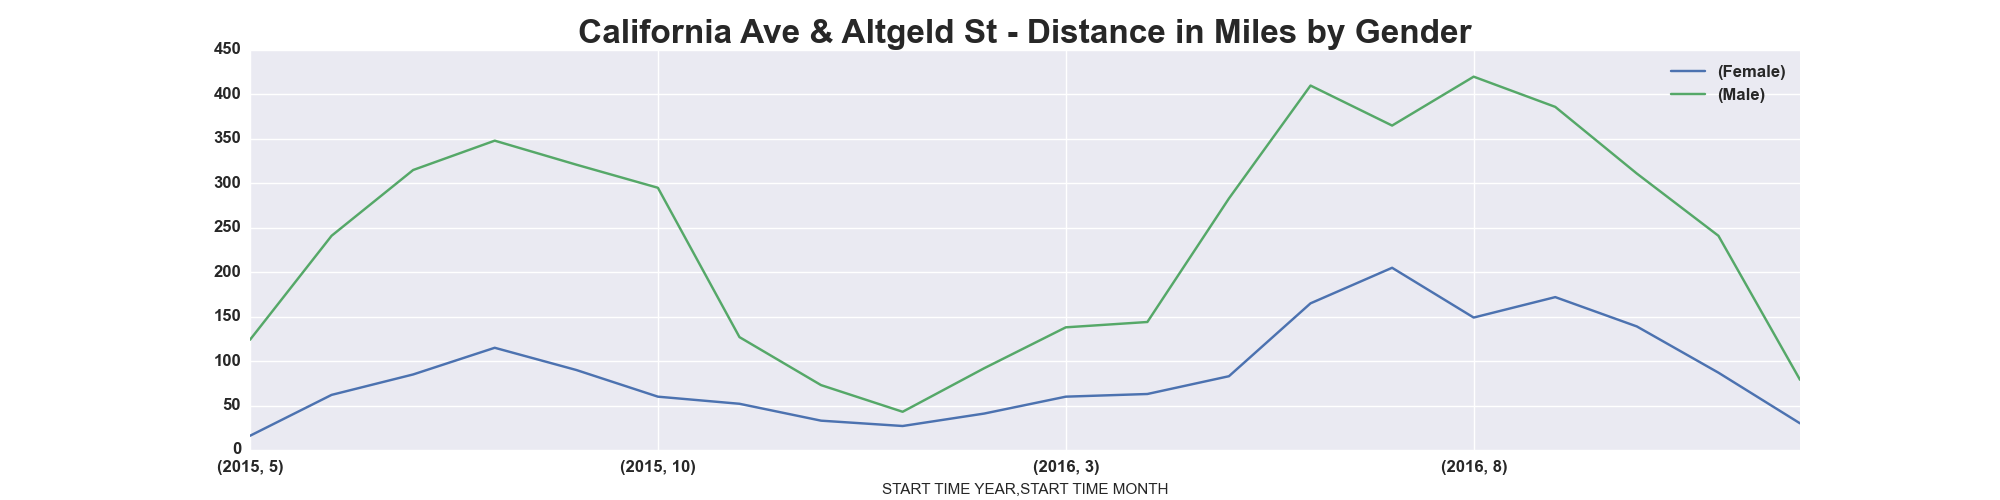 California Ave & Altgeld St - Distance in Miles by Gender
450
400
350
300
250
200
150
100
50
0
(Female)
(Male)
(2015, 5) (2015, 10) (2016, 3) (2016, 8)
START TIME YEAR,START TIME MONTH